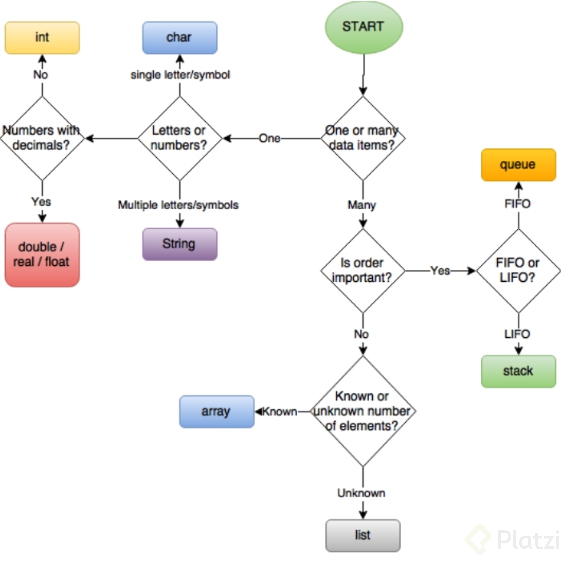 START
int
char
No
single letter/symbol
Numbers with
decimals?
Letters or
numbers?
One
One or many
data items?
queue
Yes
Multiple letters/symbols
Many
FIFO
double /
real / float
String
Is order
important?
Yes
FIFO or
LIFO?
No
LIFO
stack
array
Known
Known or
unknown number
of elements?
Unknown
list
Platzi